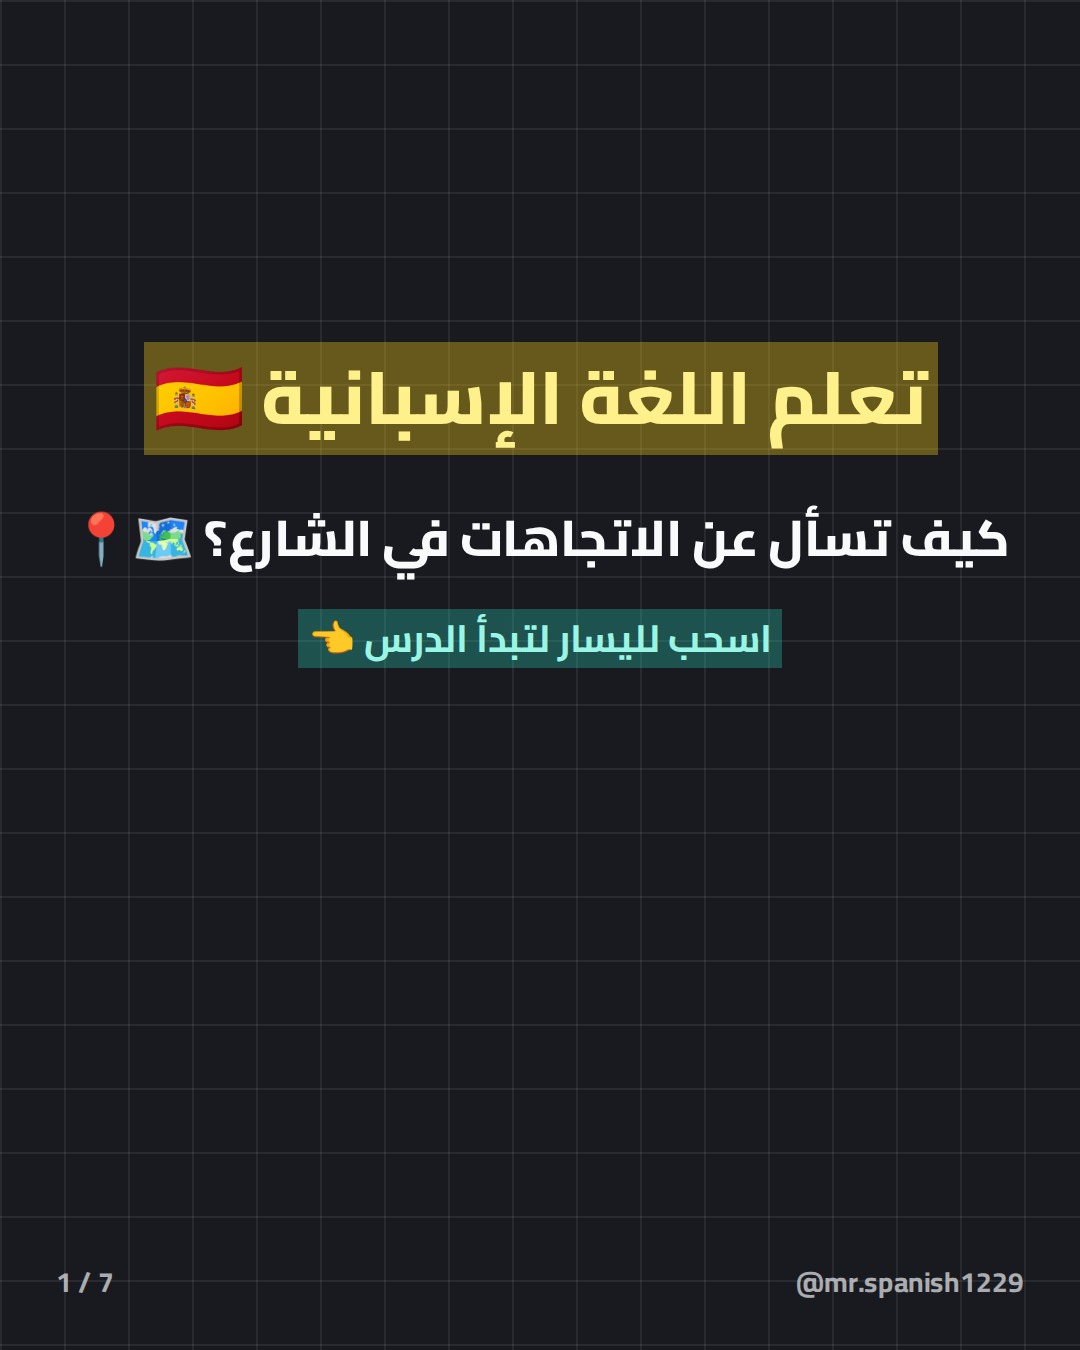 تعلم اللغة الإسبانية 🇪🇸
كيف تسأل عن الاتجاهات في الشارع؟ 🗺️📍
اسحب لليسار لتبدأ الدرس 👈
1 / 7
@mr.spanish1229